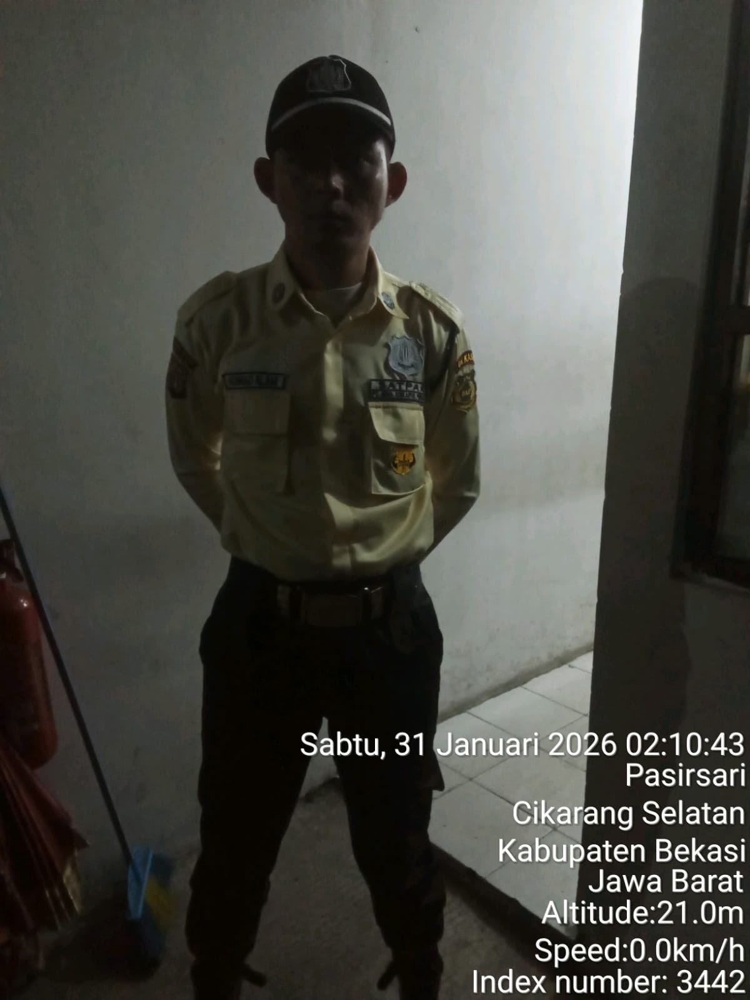 SATPAM
Sabtu, 31 Januari 2026 02:10:43
Pasirsari
Cikarang Selatan
Kabupaten Bekasi
Jawa Barat
Altitude:21.0m
Speed:0.0km/h
Index number: 3442